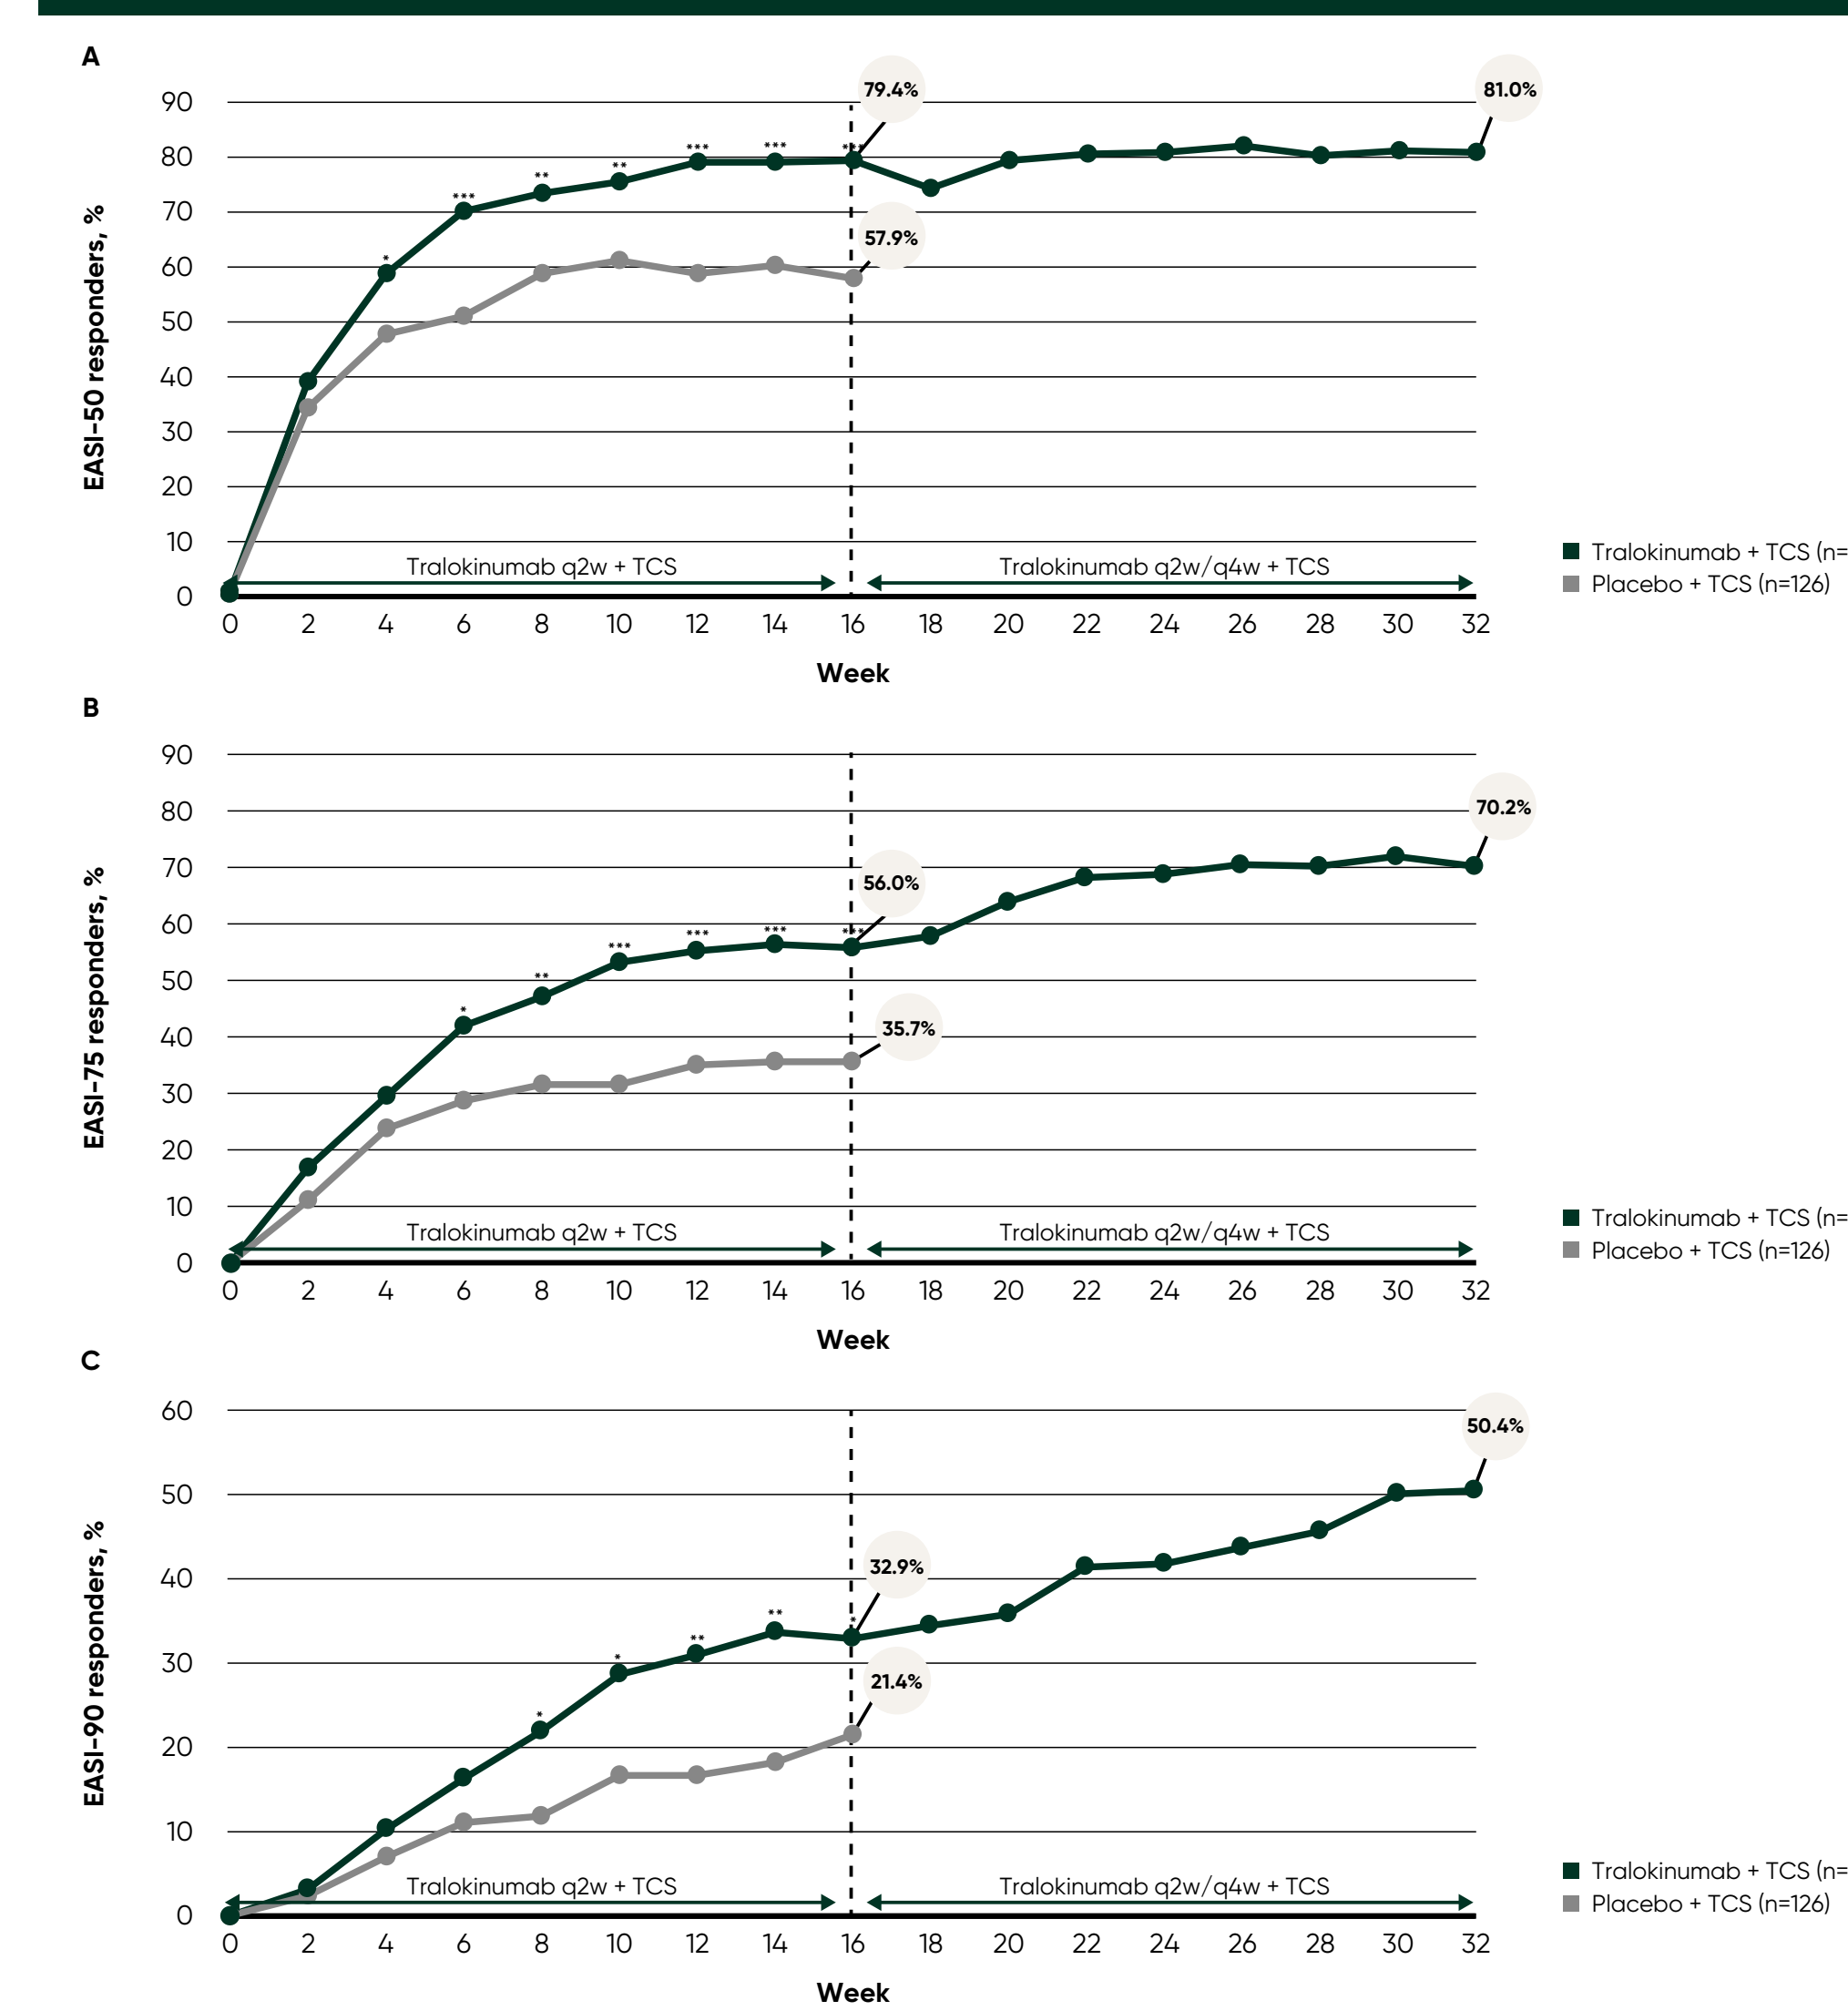 A
EASI-50 responders, %
90
80
70
60
50
40
30
20
10
0
79.4%
81.0%
57.9%
*
***
**
**
***
***
***
Tralokinumab q2w + TCS
Tralokinumab q2w/q4w + TCS
0 2 4 6 8 10 12 14 16 18 20 22 24 26 28 30 32
Week
Tralokinumab + TCS (n=
Placebo + TCS (n=126)
B
EASI-75 responders, %
90
80
70
60
50
40
30
20
10
0
70.2%
56.0%
35.7%
*
**
***
***
***
***
Tralokinumab q2w + TCS
Tralokinumab q2w/q4w + TCS
0 2 4 6 8 10 12 14 16 18 20 22 24 26 28 30 32
Week
Tralokinumab + TCS (n=
Placebo + TCS (n=126)
C
EASI-90 responders, %
60
50
40
30
20
10
0
50.4%
32.9%
21.4%
*
*
**
**
*
Tralokinumab q2w + TCS
Tralokinumab q2w/q4w + TCS
0 2 4 6 8 10 12 14 16 18 20 22 24 26 28 30 32
Week
Tralokinumab + TCS (n=
Placebo + TCS (n=126)